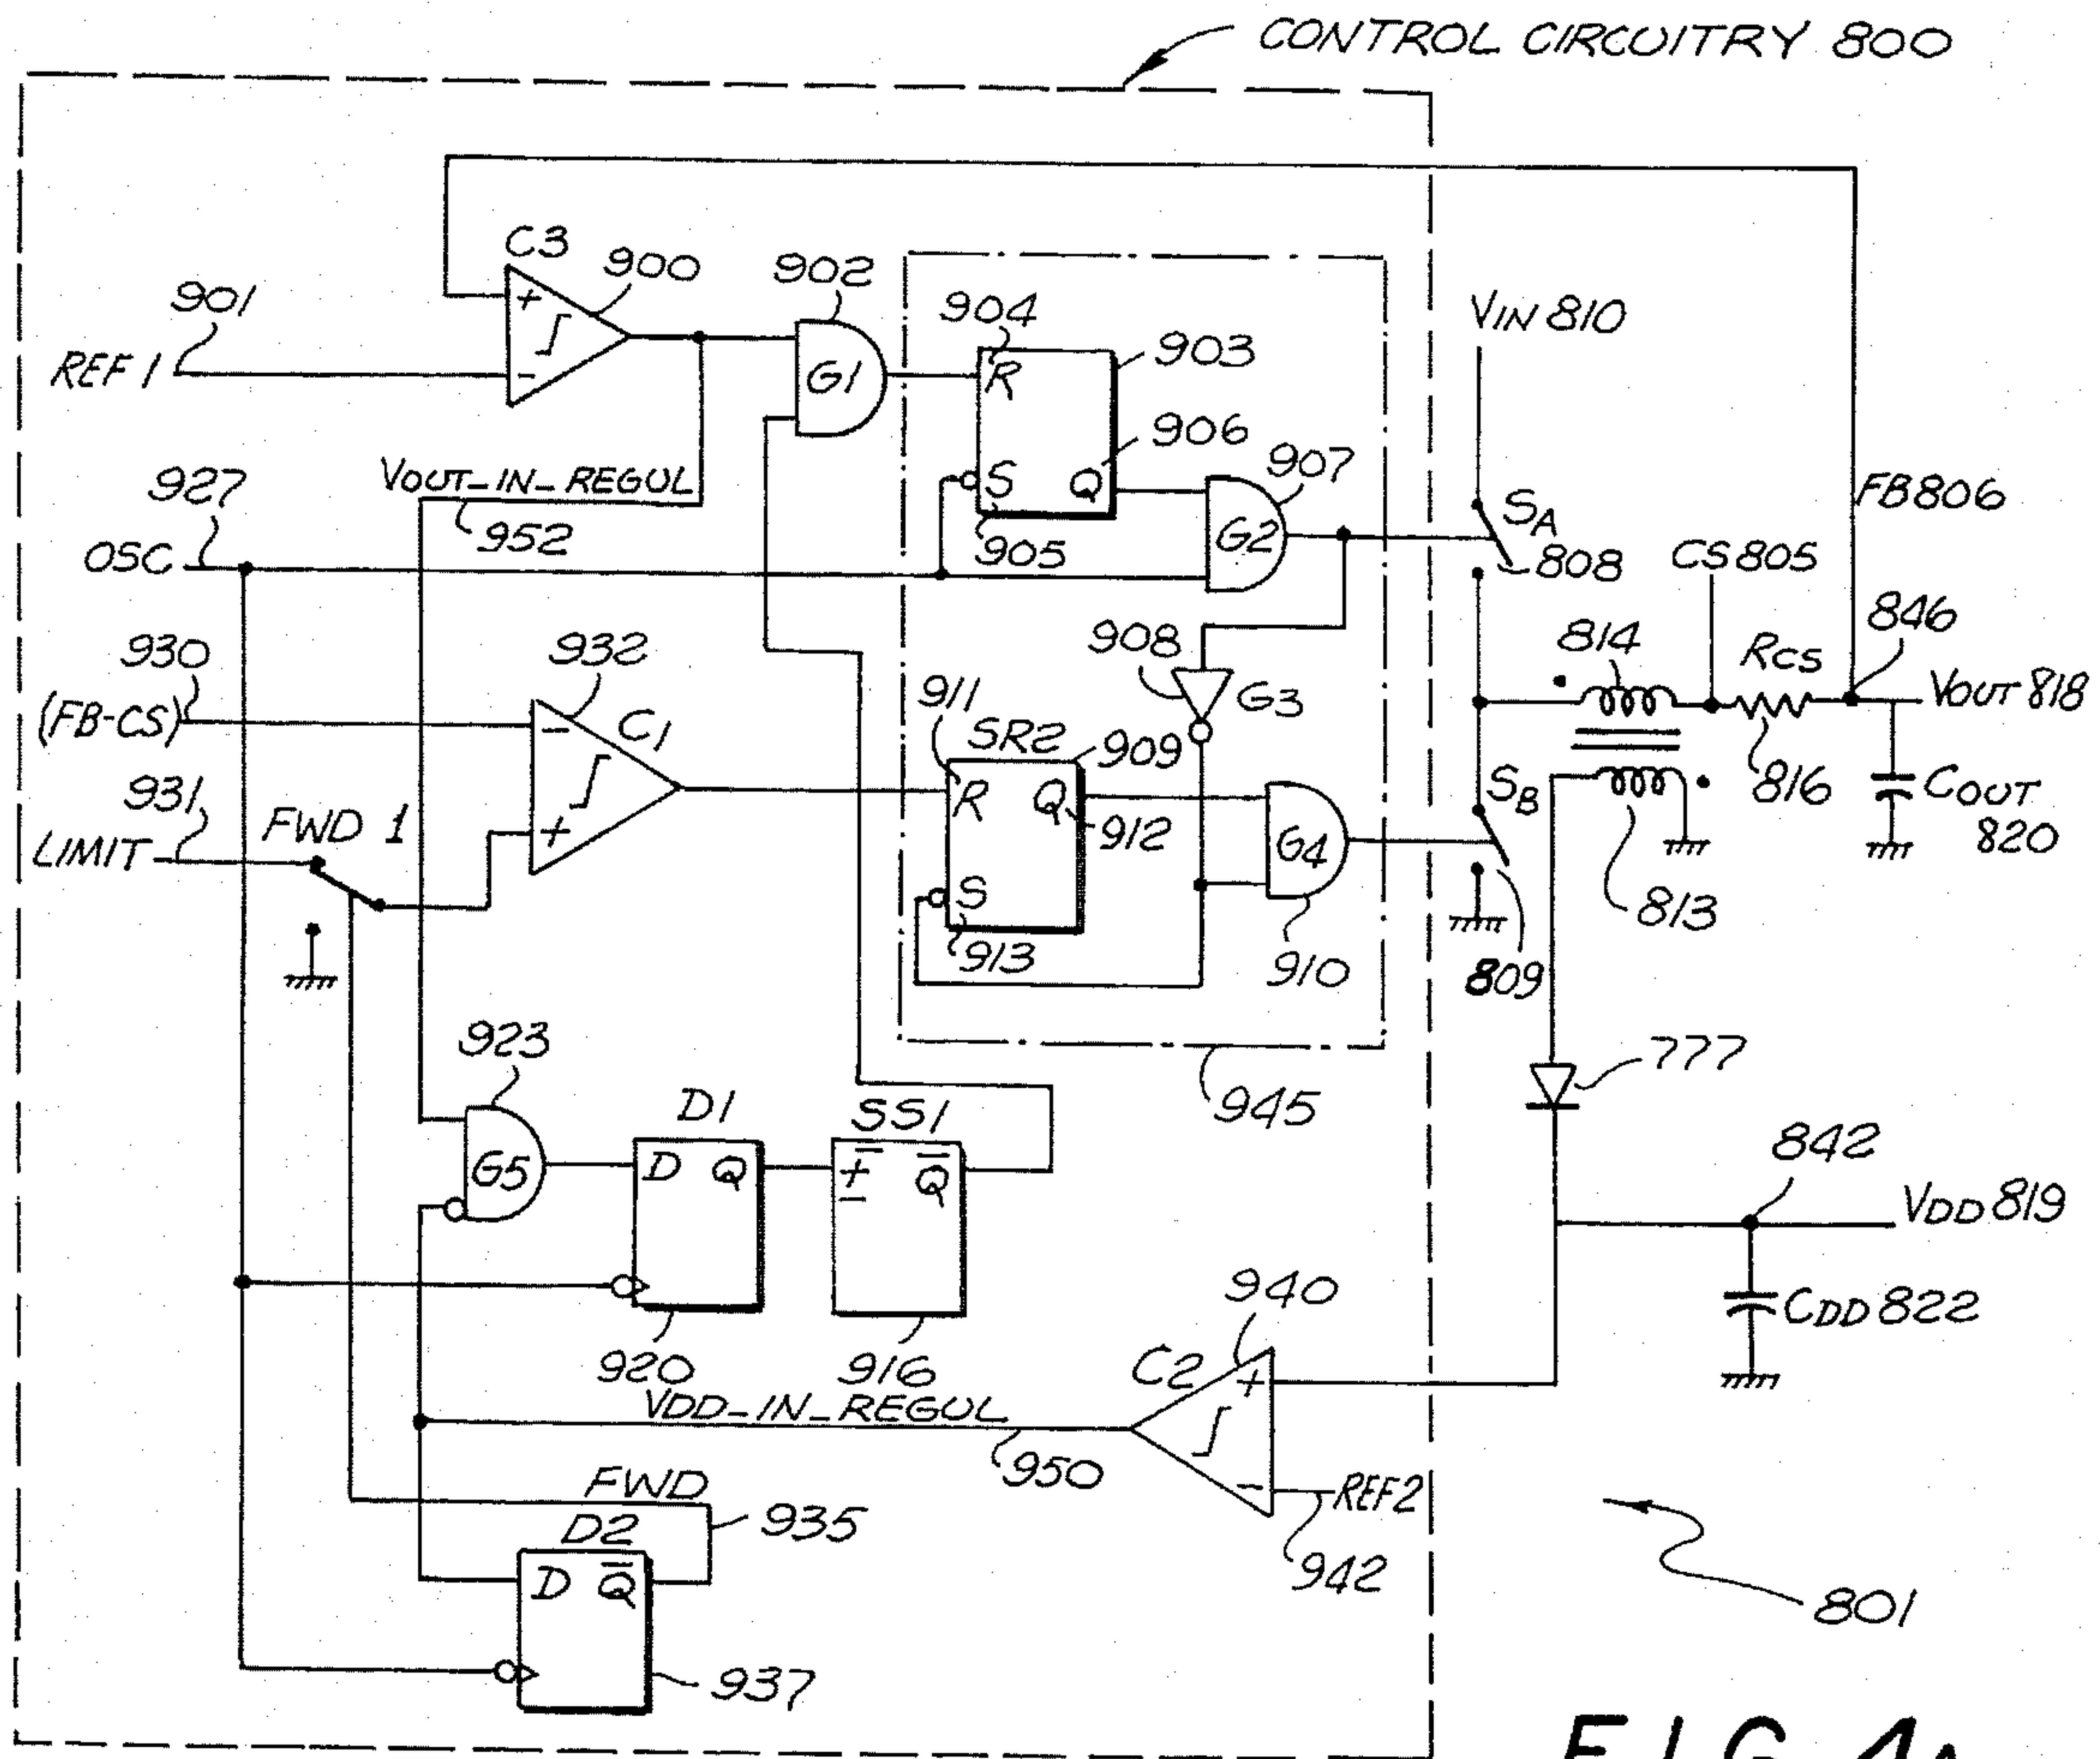 CONTROL CIRCUITRY 800
C3
900
902
901
REF 1
+
-
G1
904
R
903
906
S
Q
905
907
G2
VIN 810
SA
808
FB 806
CS 805
927
VOUT_IN_REGUL
952
OSC
846
814
RCS
VOUT 818
930
(FB-CS)
932
C1
-
+
908
G3
911
SR2
909
R
Q
912
S
913
G4
910
SB
809
816
COUT
820
813
931
LIMIT
FWD 1
923
G5
D1
D Q
920
SS1
+
-
Q̅
916
945
777
842
VDD 819
CDD 822
940
C2
+
-
REF2
942
VDD_IN_REGUL
950
FWD
935
D2
D Q̅
937
801